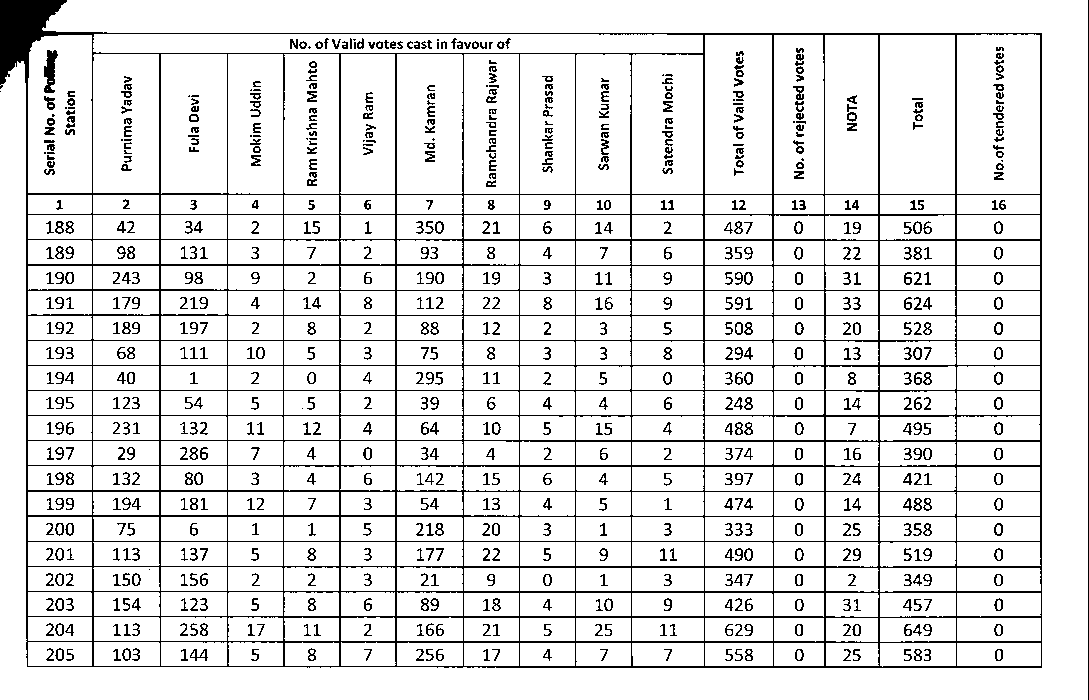 No. of Valid votes cast in favour of
Serial No. of Polling Station Purnima Yadav Fula Devi Mokim Uddin Ram Krishna Mahto Vijay Ram Md. Kamran Ramchandra Rajwar Shankar Prasad Sarwan Kumar Satendra Mochi Total of Valid Votes No. of rejected votes NOTA Total No.of tendered votes
1 2 3 4 5 6 7 8 9 10 11 12 13 14 15 16
188 42 34 2 15 1 350 21 6 14 2 487 0 19 506 0
189 98 131 3 7 2 93 8 4 7 6 359 0 22 381 0
190 243 98 9 2 6 190 19 3 11 9 590 0 31 621 0
191 179 219 4 14 8 112 22 8 16 9 591 0 33 624 0
192 189 197 2 8 2 88 12 2 3 5 508 0 20 528 0
193 68 111 10 5 3 75 8 3 3 8 294 0 13 307 0
194 40 1 2 0 4 295 11 2 5 0 360 0 8 368 0
195 123 54 5 5 2 39 6 4 4 6 248 0 14 262 0
196 231 132 11 12 4 64 10 5 15 4 488 0 7 495 0
197 29 286 7 4 0 34 4 2 6 2 374 0 16 390 0
198 132 80 3 4 6 142 15 6 4 5 397 0 24 421 0
199 194 181 12 7 3 54 13 4 5 1 474 0 14 488 0
200 75 6 1 1 5 218 20 3 1 3 333 0 25 358 0
201 113 137 5 8 3 177 22 5 9 11 490 0 29 519 0
202 150 156 2 2 3 21 9 0 1 3 347 0 2 349 0
203 154 123 5 8 6 89 18 4 10 9 426 0 31 457 0
204 113 258 17 11 2 166 21 5 25 11 629 0 20 649 0
205 103 144 5 8 7 256 17 4 7 7 558 0 25 583 0